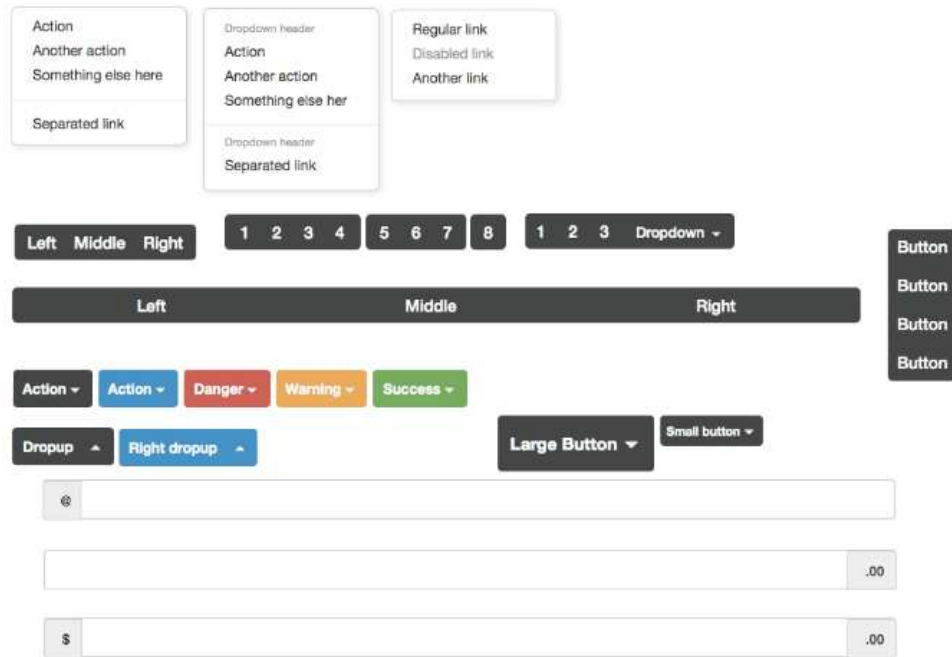 Action
Another action
Something else here
Separated link
Dropdown header
Action
Another action
Something else her
Dropdown header
Separated link
Regular link
Disabled link
Another link
Left Middle Right
1 2 3 4 5 6 7 8
1 2 3 Dropdown
Button
Button
Button
Button
Left Middle Right
Action Action Danger Warning Success
Dropup Right dropup
Large Button Small button
@
.00
$ .00